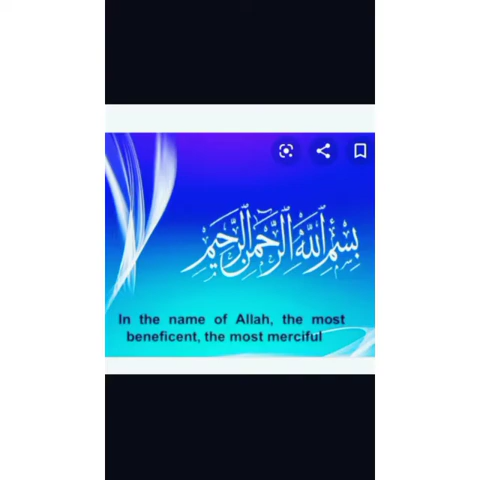 بِسْمِ اللَّهِ الرَّحْمَنِ الرَّحِيمِ
In the name of Allah, the most
beneficent, the most merciful